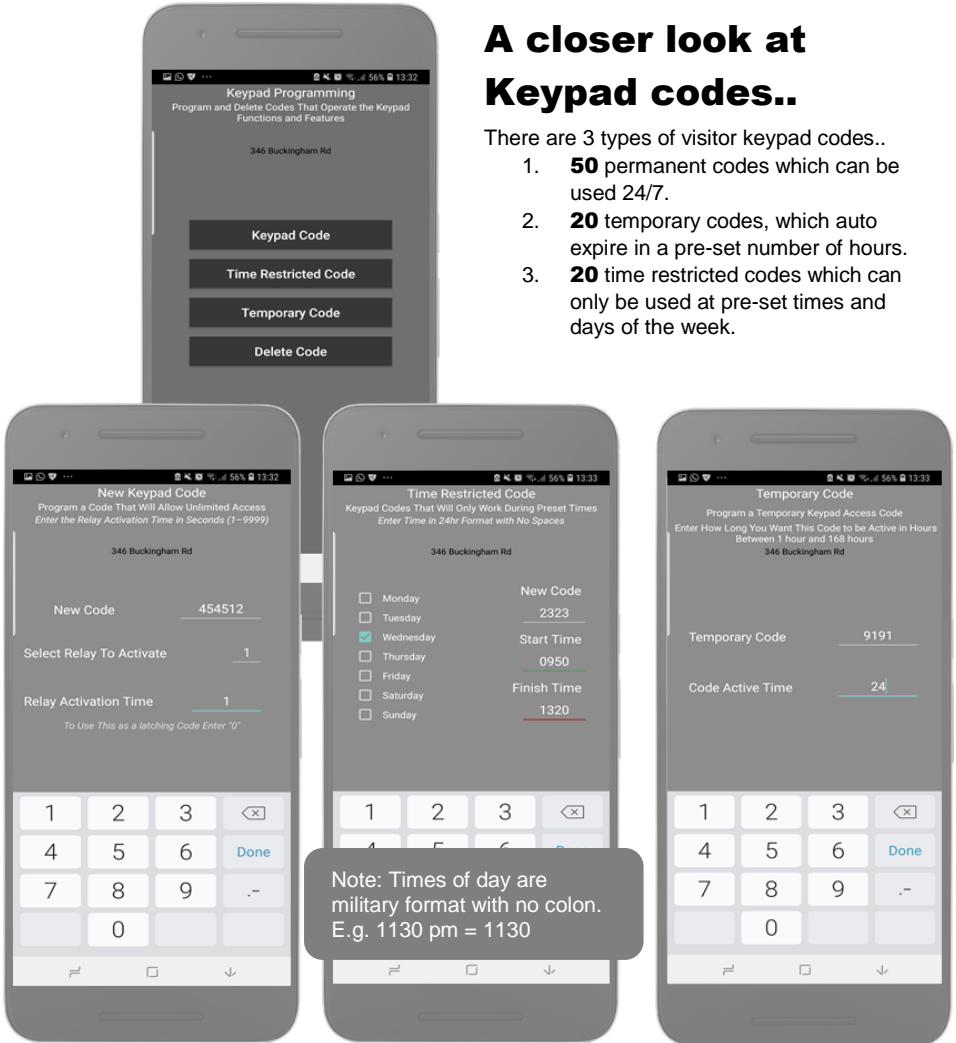 A closer look at
Keypad codes..
There are 3 types of visitor keypad codes..
1. 50 permanent codes which can be
used 24/7.
2. 20 temporary codes, which auto
expire in a pre-set number of hours.
3. 20 time restricted codes which can
only be used at pre-set times and
days of the week.
56% 13:32
Keypad Programming
Program and Delete Codes That Operate the Keypad
Functions and Features
346 Buckingham Rd
Keypad Code
Time Restricted Code
Temporary Code
Delete Code
56% 13:32
New Keypad Code
Program a Code That Will Allow Unlimited Access
Enter the Relay Activation Time in Seconds (1–9999)
346 Buckingham Rd
New Code 454512
Select Relay To Activate 1
Relay Activation Time 1
To Use This as a latching Code Enter "0"
1 2 3
4 5 6 Done
7 8 9 .-
0
56% 13:33
Time Restricted Code
Keypad Codes That Will Only Work During Preset Times
Enter Time in 24hr Format with No Spaces
346 Buckingham Rd
Monday
Tuesday
Wednesday
Thursday
Friday
Saturday
Sunday
New Code
2323
Start Time
0950
Finish Time
1320
1 2 3
Note: Times of day are
military format with no colon.
E.g. 1130 pm = 1130
56% 13:33
Temporary Code
Program a Temporary Keypad Access Code
Enter How Long You Want This Code to be Active in Hours
Between 1 hour and 168 hours
346 Buckingham Rd
Temporary Code 9191
Code Active Time 24
1 2 3
4 5 6 Done
7 8 9 .-
0